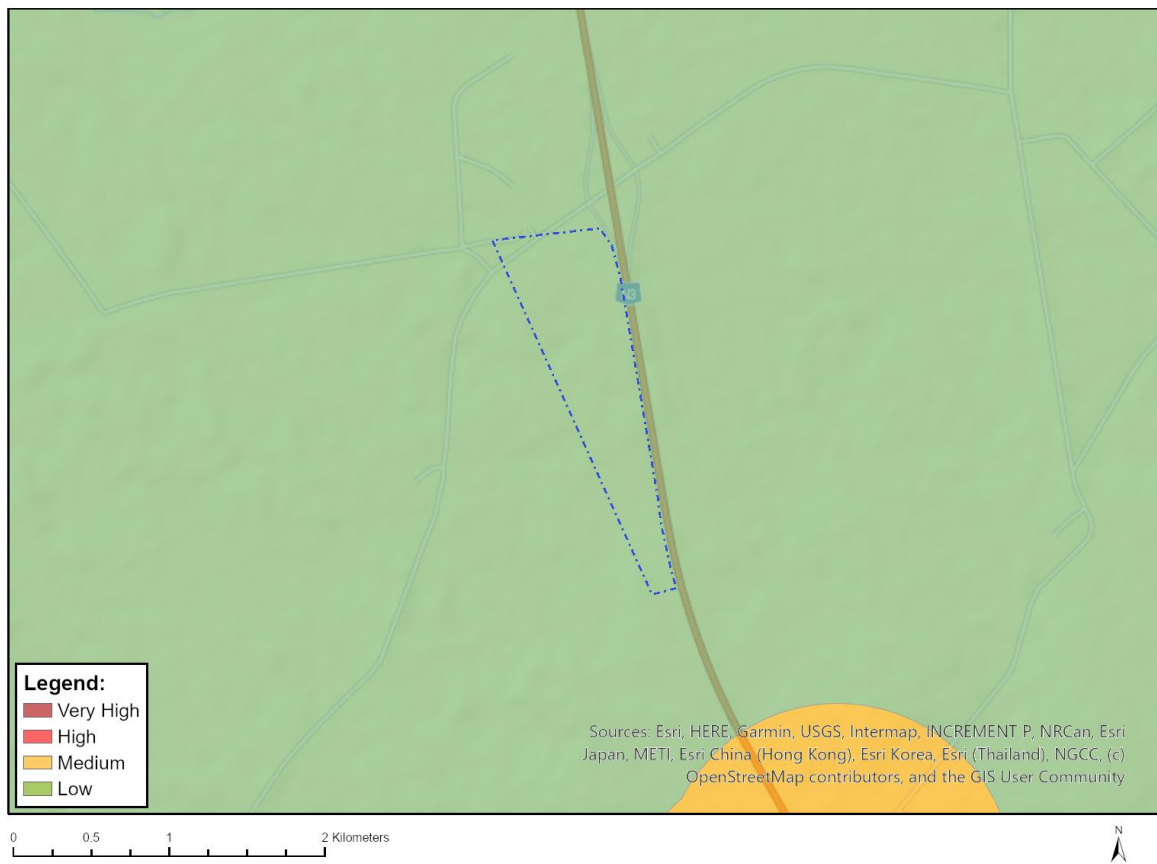 Legend:
Very High
High
Medium
Low
Sources: Esri, HERE, Garmin, USGS, Intermap, INCREMENT P, NRCan, Esri
Japan, METI, Esri China (Hong Kong), Esri Korea, Esri (Thailand), NGCC, (c)
OpenStreetMap contributors, and the GIS User Community
0 0.5 1 2 Kilometers
N